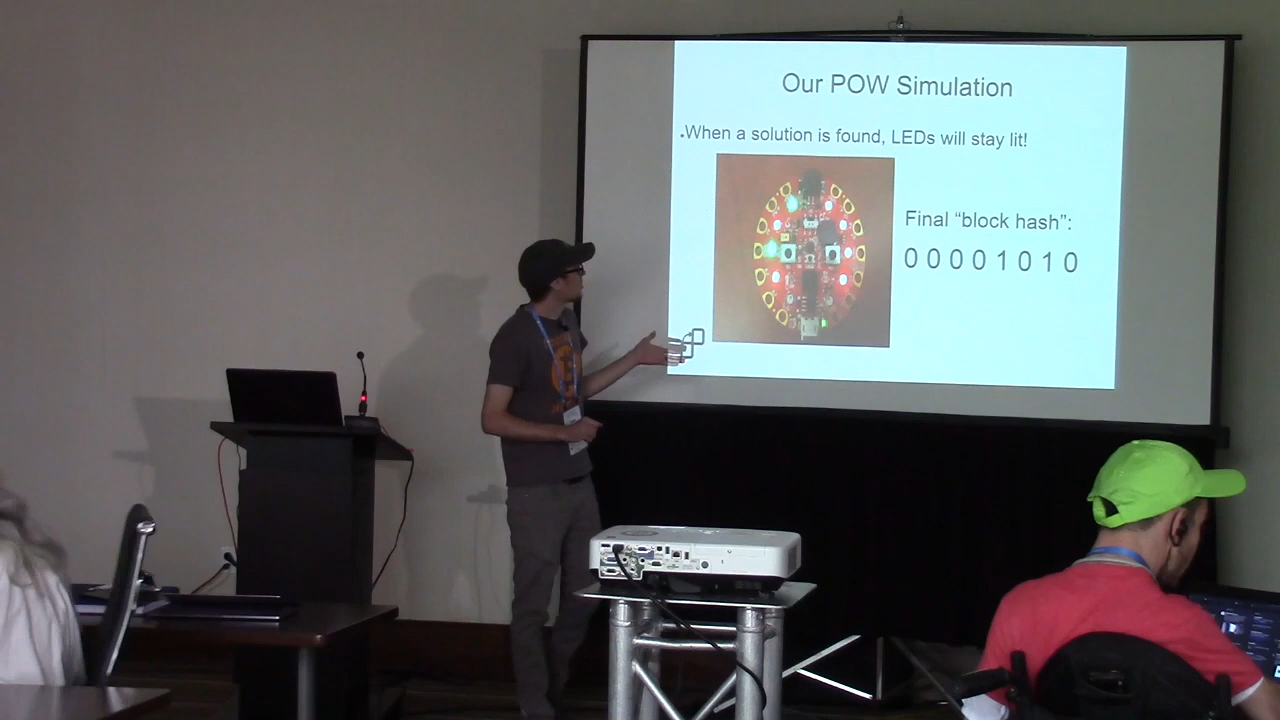 Our POW Simulation
•When a solution is found, LEDs will stay lit!
Final “block hash”:
0 0 0 0 1 0 1 0